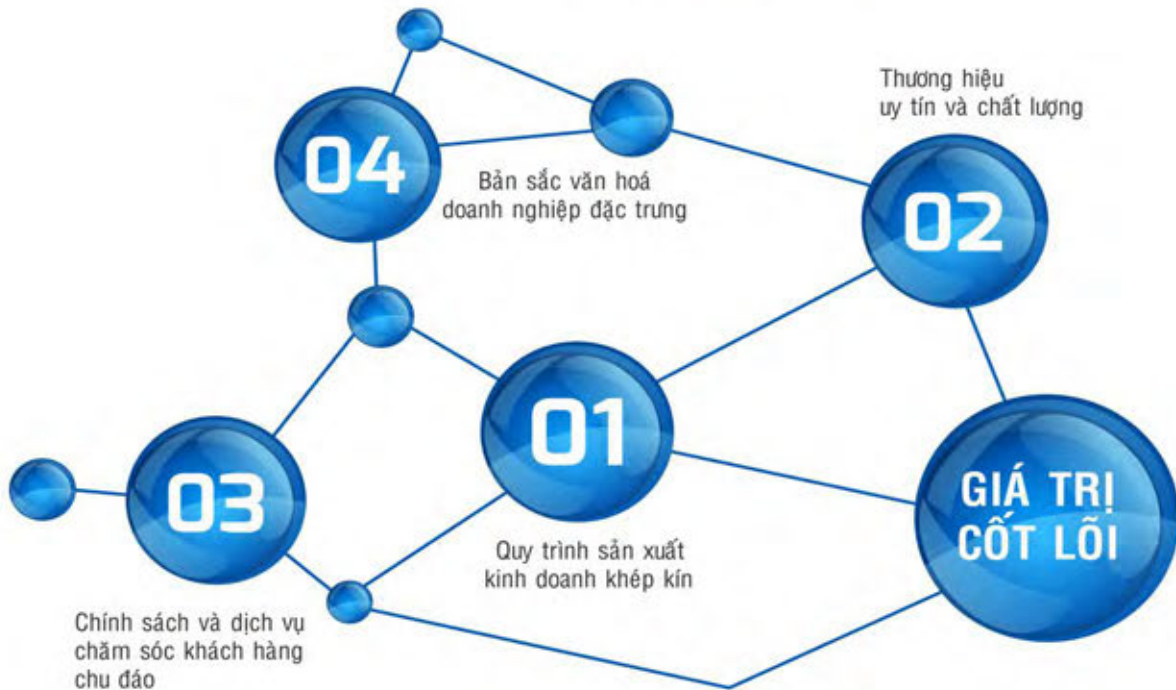 04
Bản sắc văn hoá
doanh nghiệp đặc trưng
Thương hiệu
uy tín và chất lượng
02
01
Quy trình sản xuất
kinh doanh khép kín
GIÁ TRỊ
CỐT LÕI
03
Chính sách và dịch vụ
chăm sóc khách hàng
chu đáo